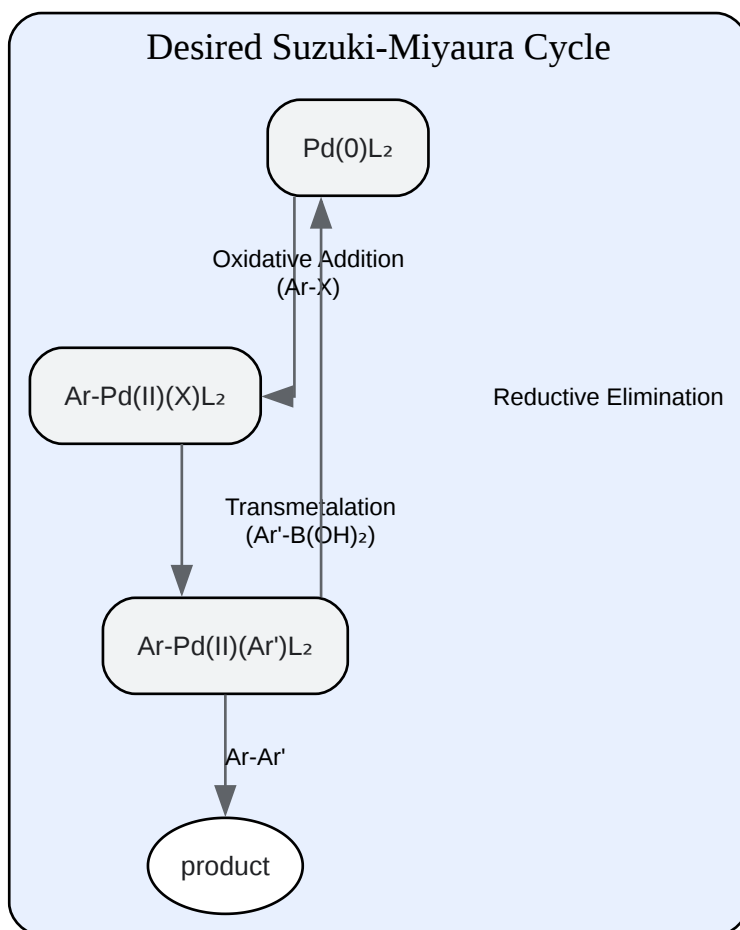 Desired Suzuki-Miyaura Cycle
Pd(0)L₂
Oxidative Addition
(Ar-X)
Ar-Pd(II)(X)L₂
Reductive Elimination
Transmetalation
(Ar'-B(OH)₂)
Ar-Pd(II)(Ar')L₂
Ar-Ar'
product